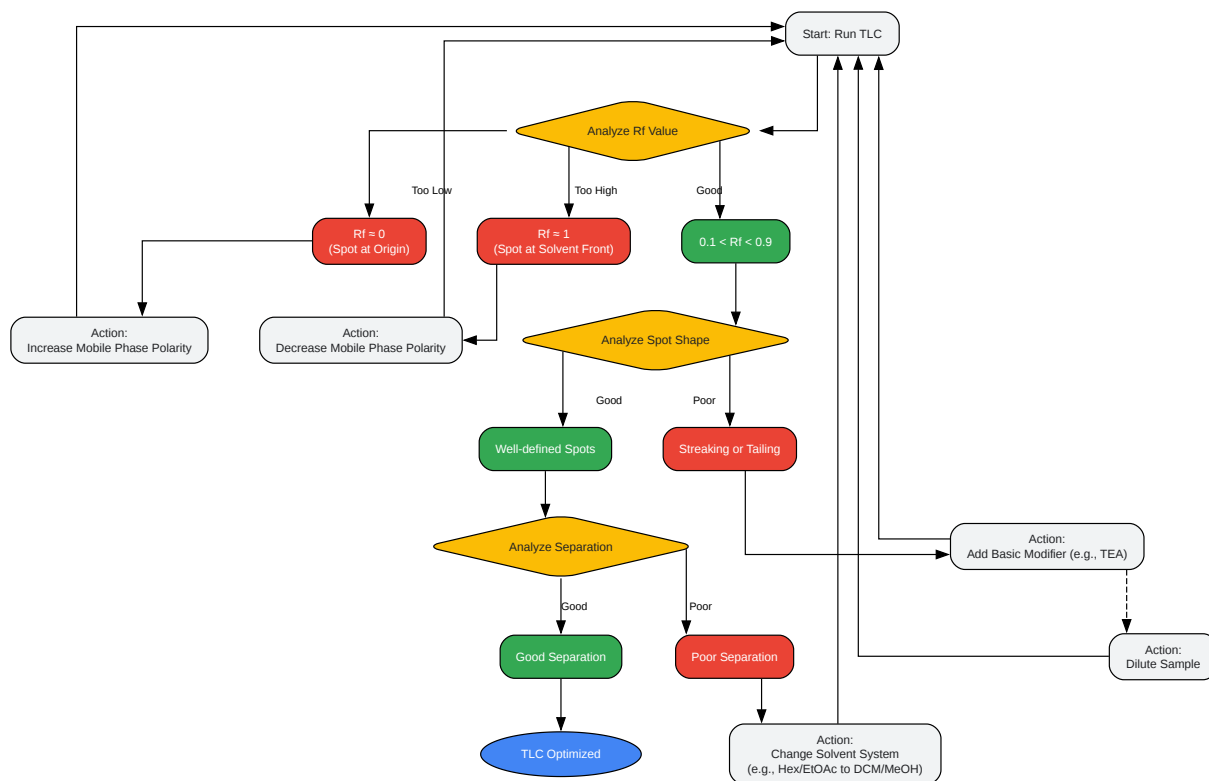 Start: Run TLC
Analyze Rf Value
Too Low
Too High
Good
Rf ≈ 0
(Spot at Origin)
Rf ≈ 1
(Spot at Solvent Front)
0.1 < Rf < 0.9
Action:
Increase Mobile Phase Polarity
Action:
Decrease Mobile Phase Polarity
Analyze Spot Shape
Good
Poor
Well-defined Spots
Streaking or Tailing
Analyze Separation
Action:
Add Basic Modifier (e.g., TEA)
Good
Poor
Good Separation
Poor Separation
Action:
Dilute Sample
TLC Optimized
Action:
Change Solvent System
(e.g., Hex/EtOAc to DCM/MeOH)